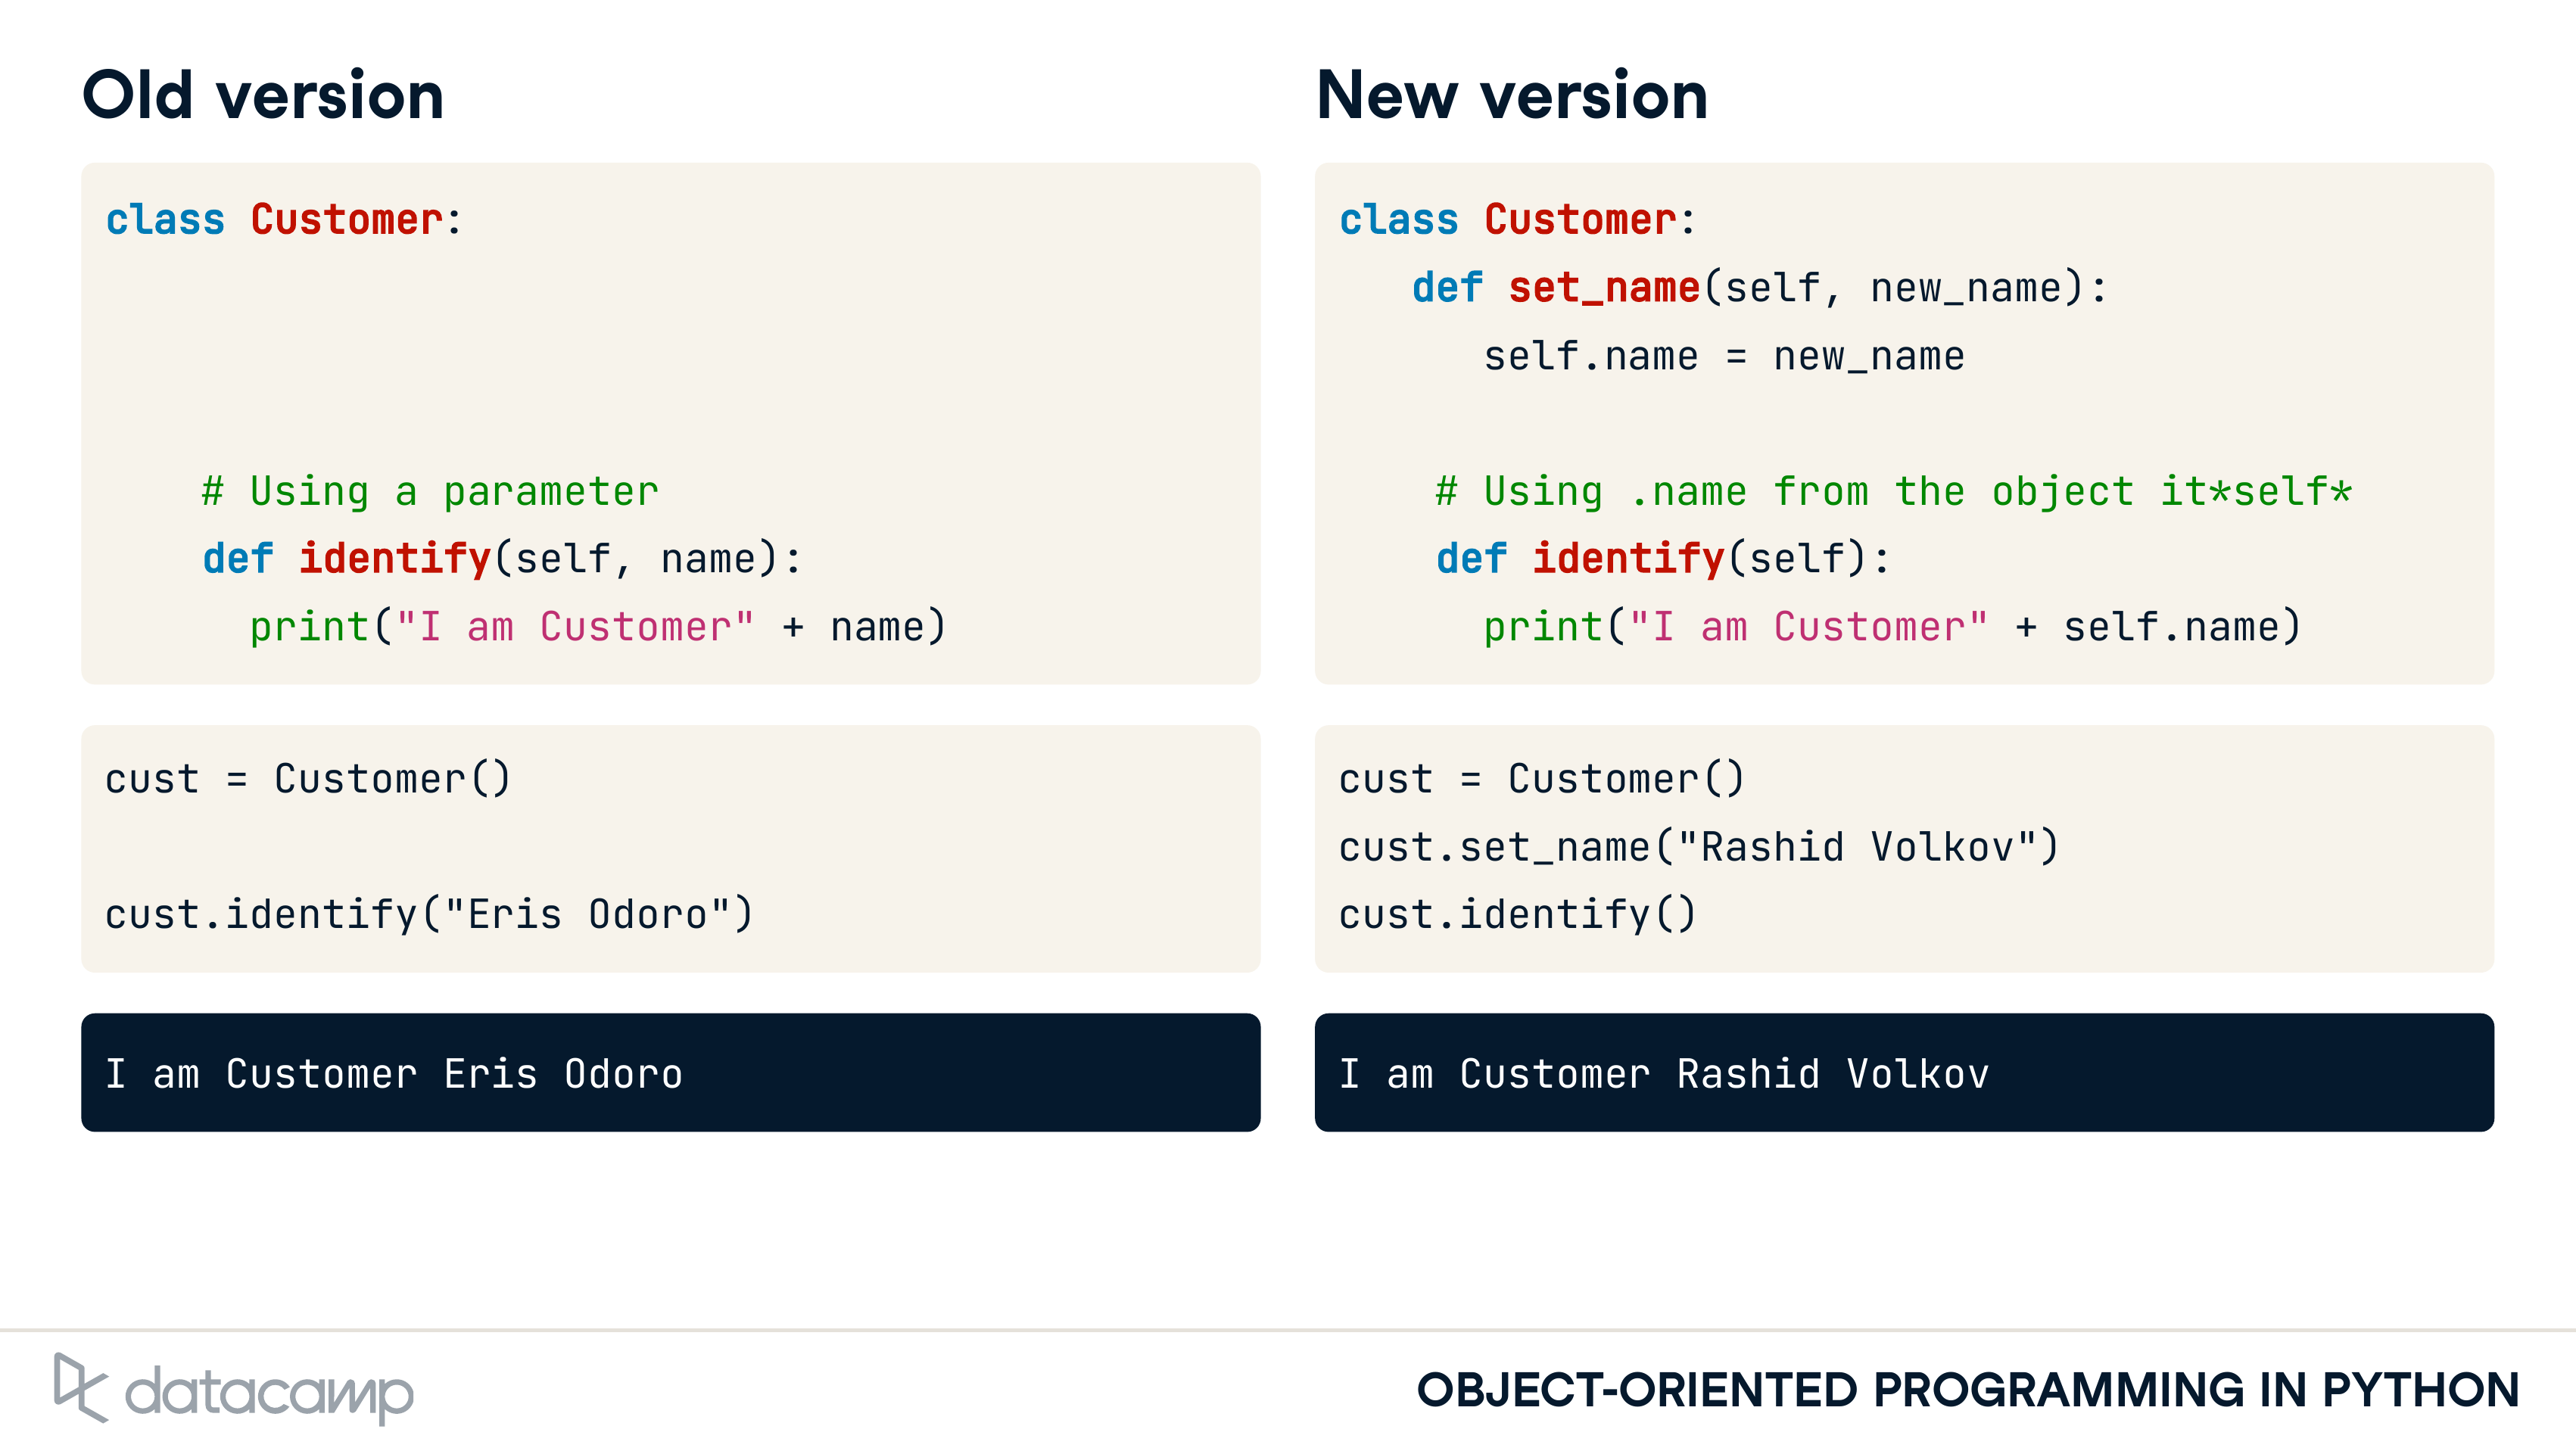 Old version
class Customer:
# Using a parameter
def identify(self, name):
print("I am Customer" + name)
cust = Customer()
cust.identify("Eris Odoro")
I am Customer Eris Odoro
New version
class Customer:
def set_name(self, new_name):
self.name = new_name
# Using .name from the object it*self*
def identify(self):
print("I am Customer" + self.name)
cust = Customer()
cust.set_name("Rashid Volkov")
cust.identify()
I am Customer Rashid Volkov
datacamp
OBJECT-ORIENTED PROGRAMMING IN PYTHON